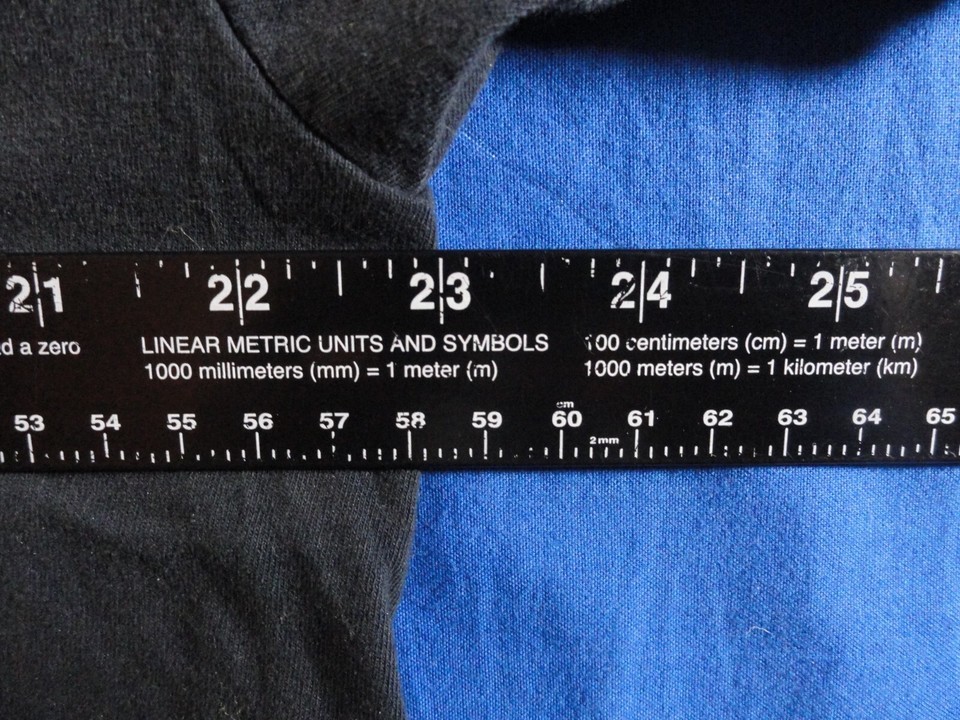 21 22 23 24 25
d a zero LINEAR METRIC UNITS AND SYMBOLS 100 centimeters (cm) = 1 meter (m)
1000 millimeters (mm) = 1 meter (m) 1000 meters (m) = 1 kilometer (km)
cm
53 54 55 56 57 58 59 60 61 62 63 64 65
2mm